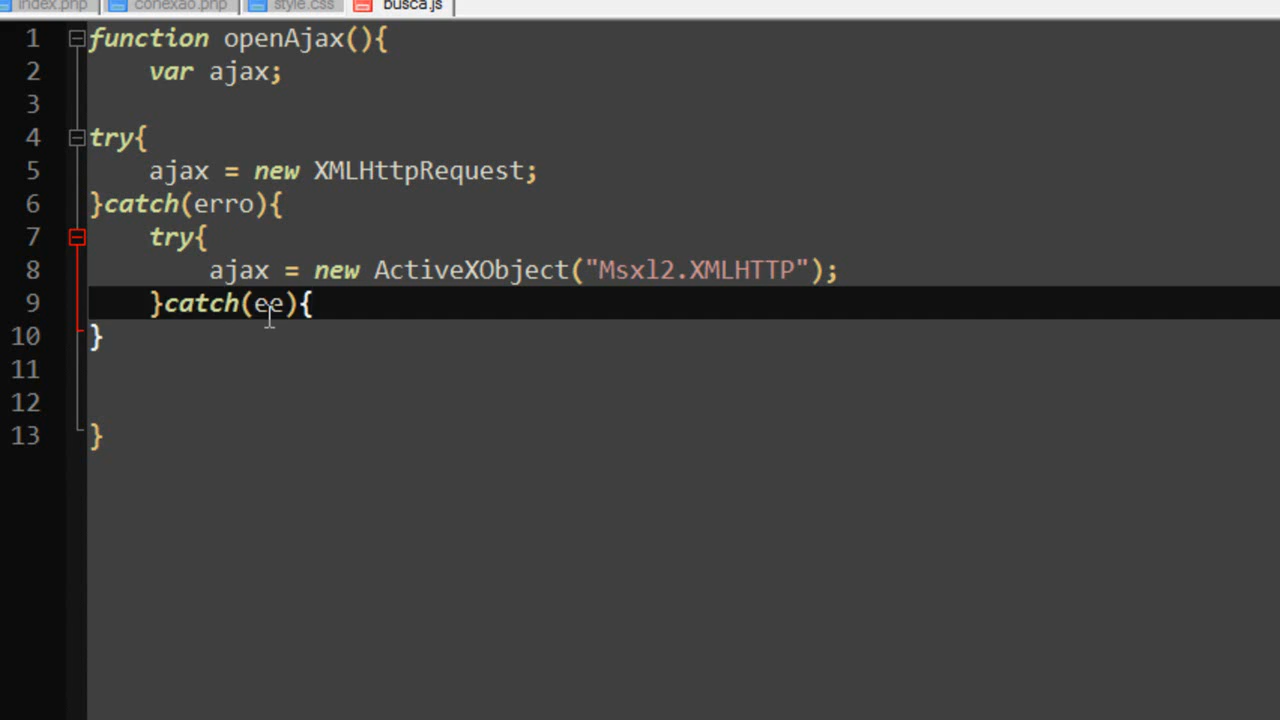 index.php conexão.php style.css busca.js
1 function openAjax(){
2     var ajax;
3
4 try{
5     ajax = new XMLHttpRequest;
6 }catch(erro){
7     try{
8         ajax = new ActiveXObject("Msxl2.XMLHTTP");
9     }catch(ee){
10 }
11
12
13 }